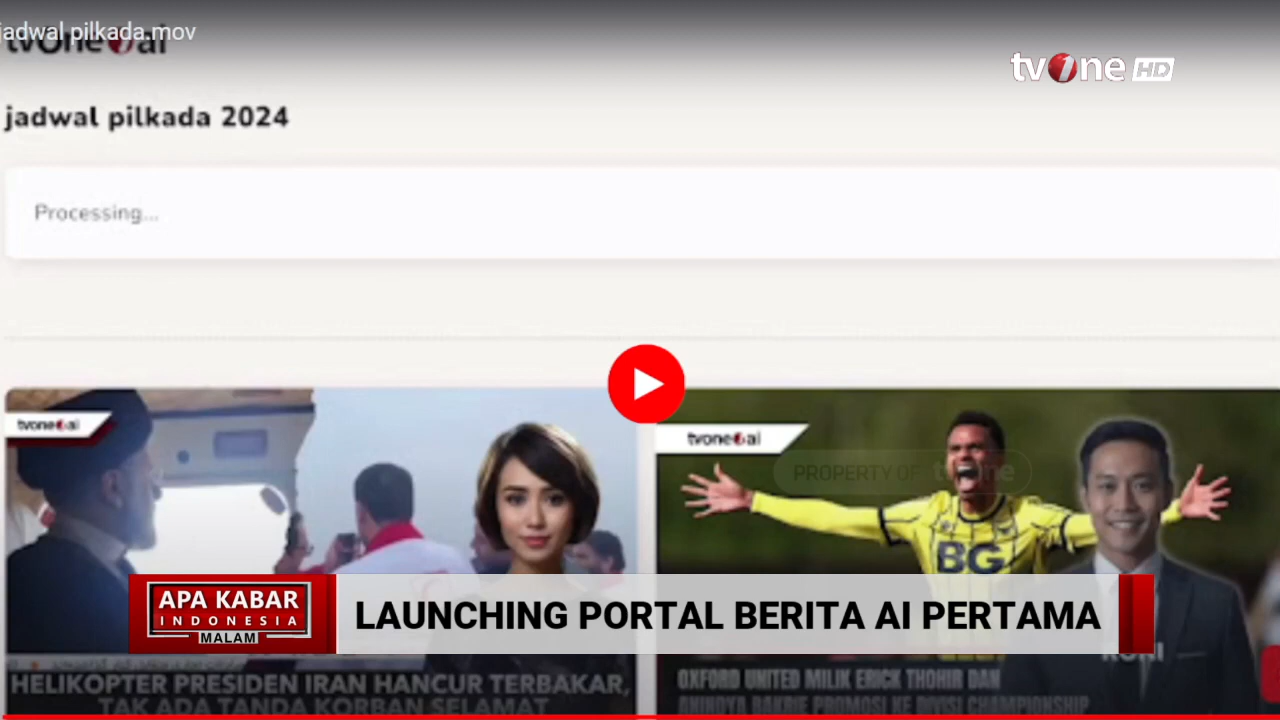 jadwal pilkada.mov
tvOne ai
tvOne HD
jadwal pilkada 2024
Processing...
tvone ai
tvone ai
PROPERTY OF tvOne
BG
APA KABAR
INDONESIA
MALAM
LAUNCHING PORTAL BERITA AI PERTAMA
HELIKOPTER PRESIDEN IRAN HANCUR TERBAKAR,
TAK ADA TANDA KORBAN SELAMAT
OXFORD UNITED MILIK ERICK THOHIR DAN
ANINDYA BAKRIE PROMOSI KE DIVISI CHAMPIONSHIP